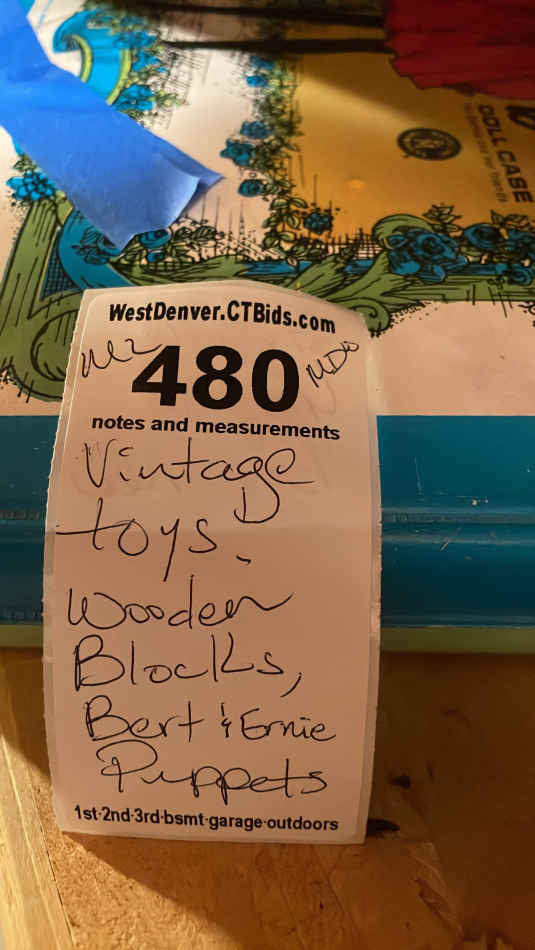 DOLL CASE
WestDenver.CTBids.com
480
notes and measurements
Vintage
toys.
Wooden
Blocks,
Bert & Ernie
Puppets
1st·2nd·3rd·bsmt·garage·outdoors